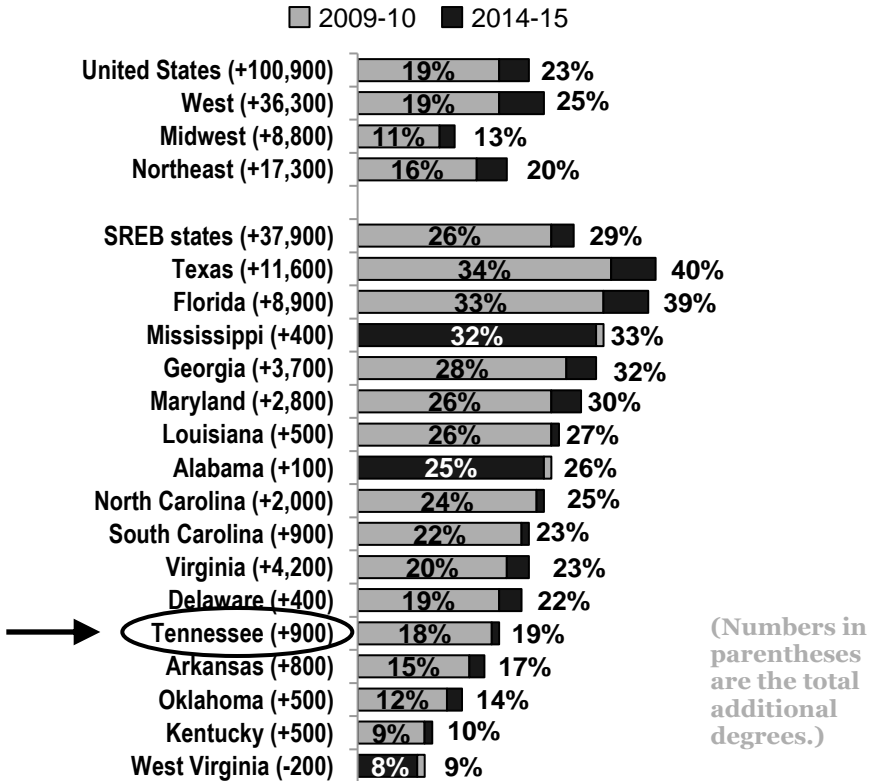 2009-10 2014-15
United States (+100,900) 19% 23%
West (+36,300) 19% 25%
Midwest (+8,800) 11% 13%
Northeast (+17,300) 16% 20%
SREB states (+37,900) 26% 29%
Texas (+11,600) 34% 40%
Florida (+8,900) 33% 39%
Mississippi (+400) 32% 33%
Georgia (+3,700) 28% 32%
Maryland (+2,800) 26% 30%
Louisiana (+500) 26% 27%
Alabama (+100) 25% 26%
North Carolina (+2,000) 24% 25%
South Carolina (+900) 22% 23%
Virginia (+4,200) 20% 23%
Delaware (+400) 19% 22%
Tennessee (+900) 18% 19%
Arkansas (+800) 15% 17%
Oklahoma (+500) 12% 14%
Kentucky (+500) 9% 10%
West Virginia (-200) 8% 9%
(Numbers in
parentheses
are the total
additional
degrees.)